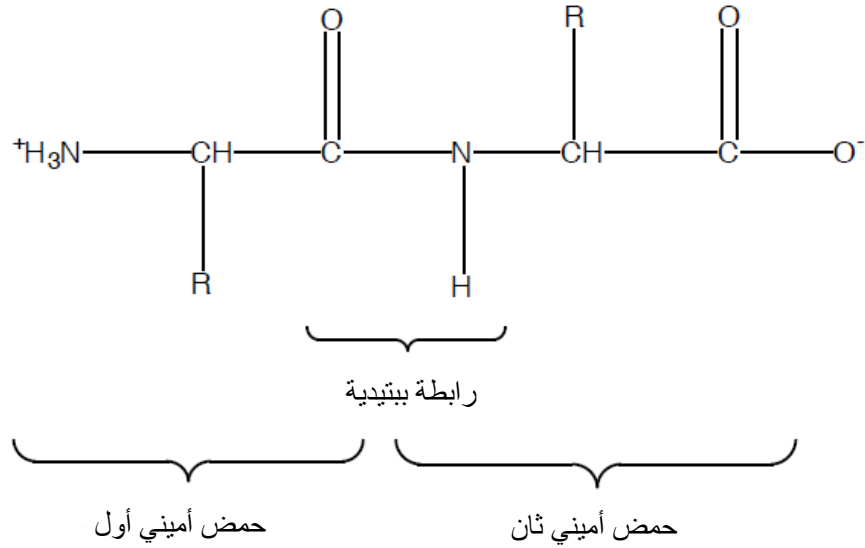 O R O
⁺H₃N CH C N CH C O⁻
R H
رابطة ببتيدية
حمض أميني أول حمض أميني ثان